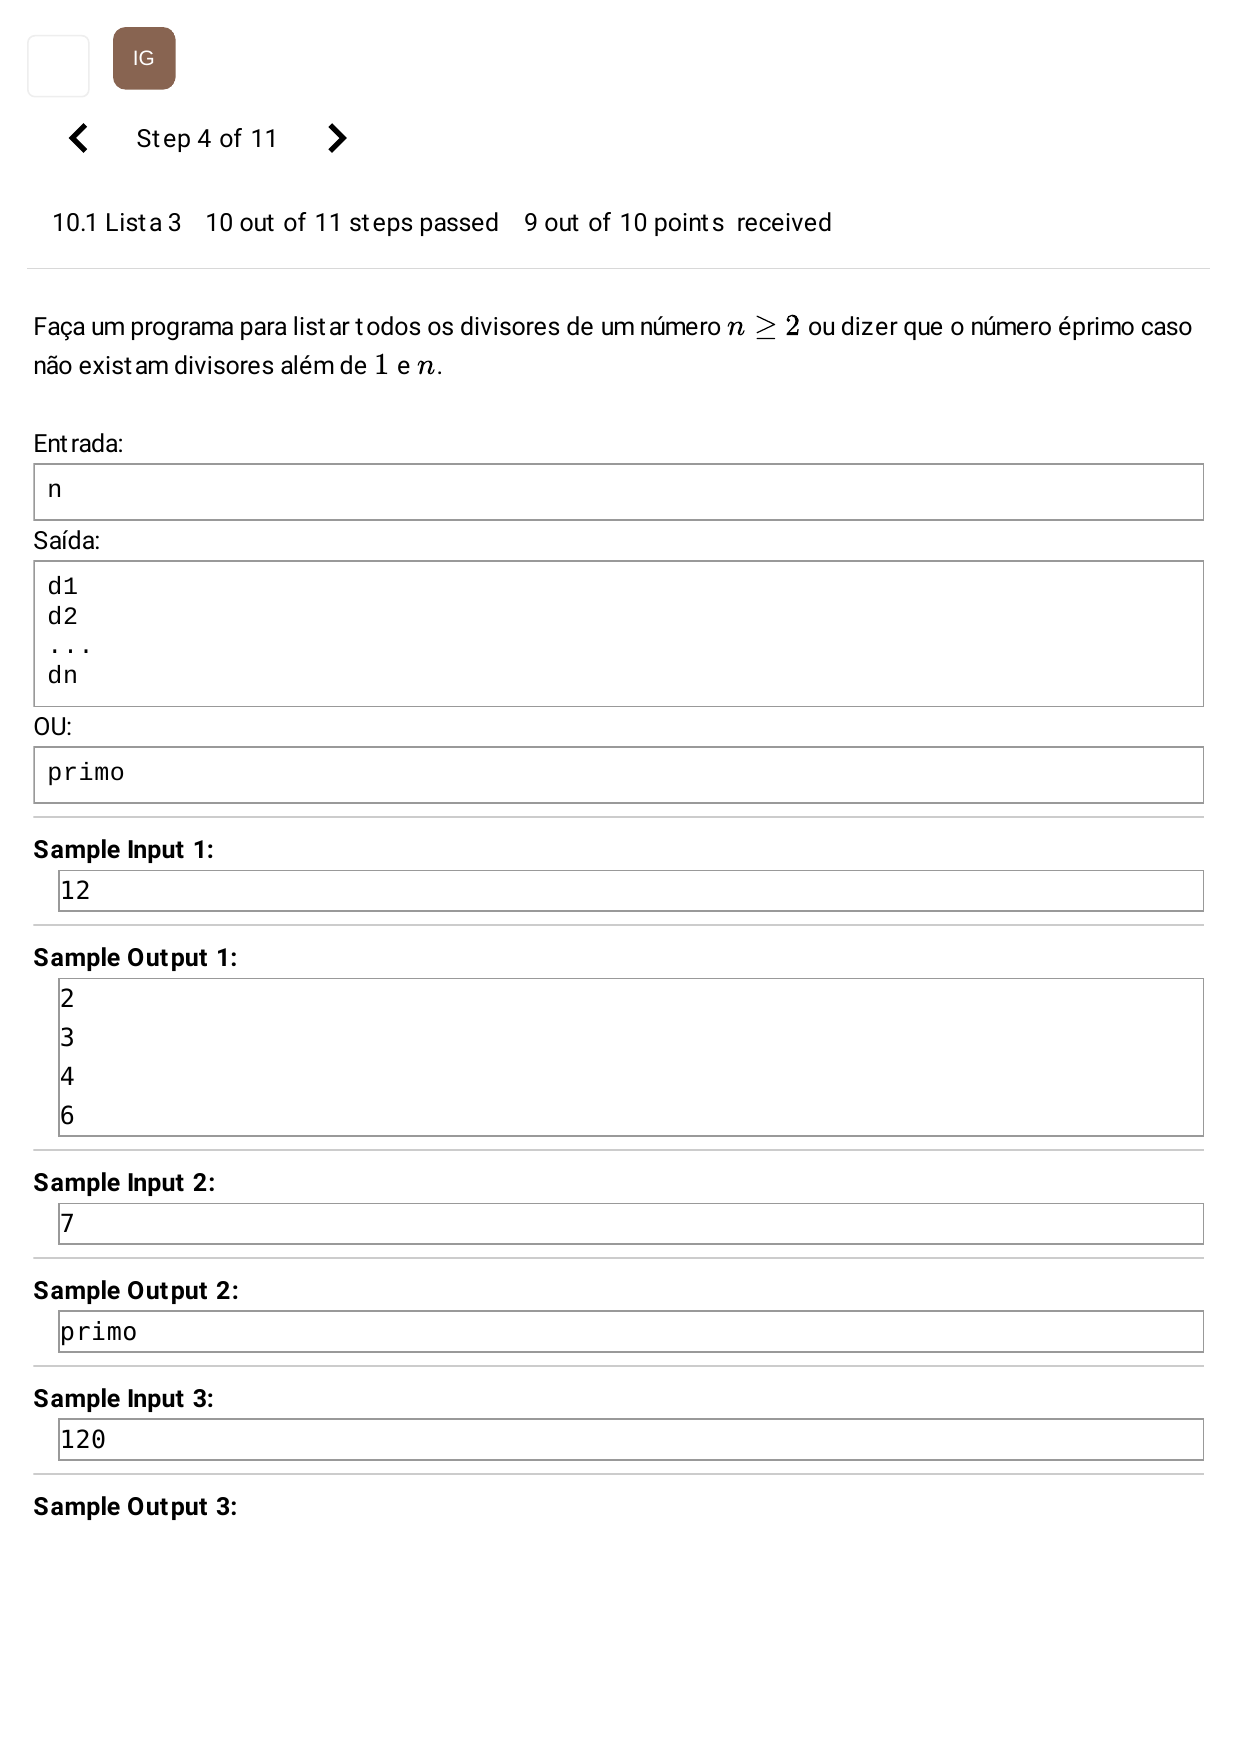 IG
Step 4 of 11
10.1 Lista 3 10 out of 11 steps passed 9 out of 10 points received
Faça um programa para listar todos os divisores de um número n ≥ 2 ou dizer que o número éprimo caso
não existam divisores além de 1 e n.
Entrada:
n
Saída:
d1
d2
...
dn
OU:
primo
Sample Input 1:
12
Sample Output 1:
2
3
4
6
Sample Input 2:
7
Sample Output 2:
primo
Sample Input 3:
120
Sample Output 3: